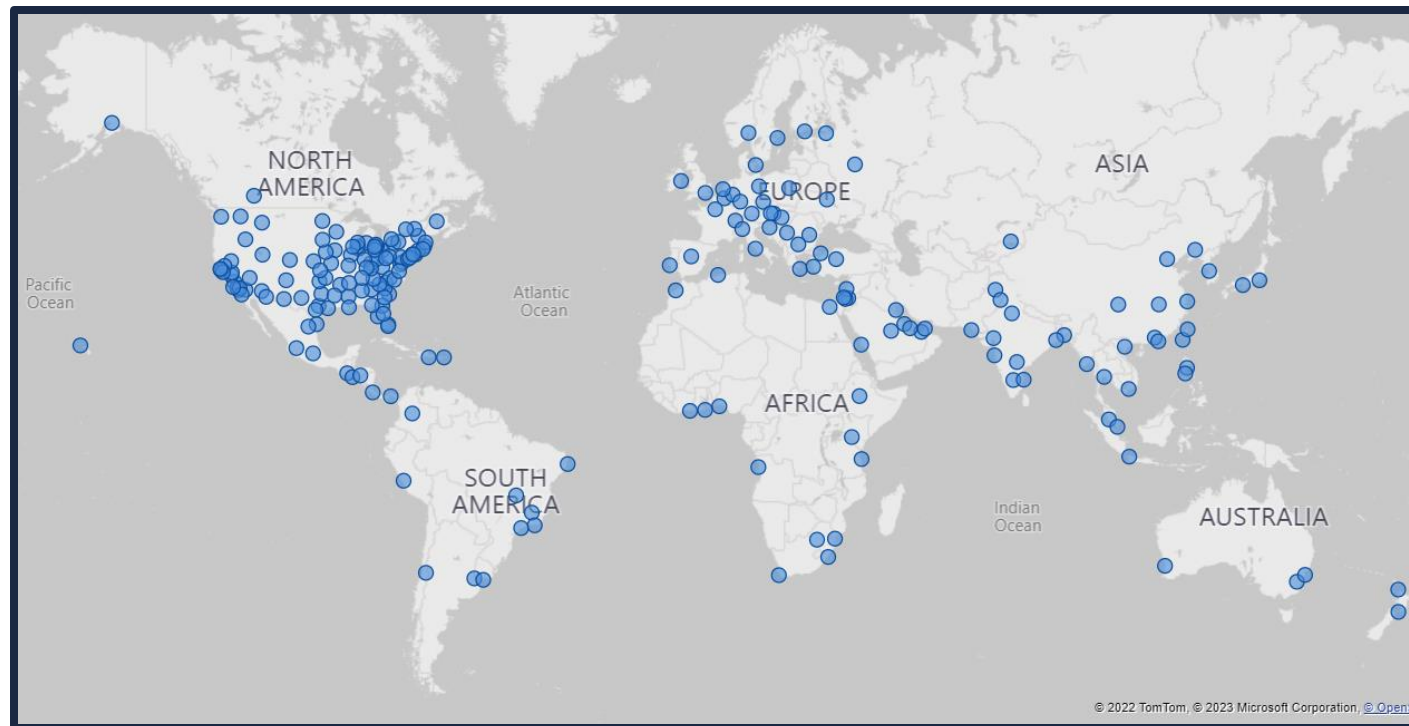 NORTH
AMERICA
EUROPE
ASIA
Pacific
Ocean
Atlantic
Ocean
AFRICA
SOUTH
AMERICA
Indian
Ocean
AUSTRALIA
© 2022 TomTom, © 2023 Microsoft Corporation, © Open